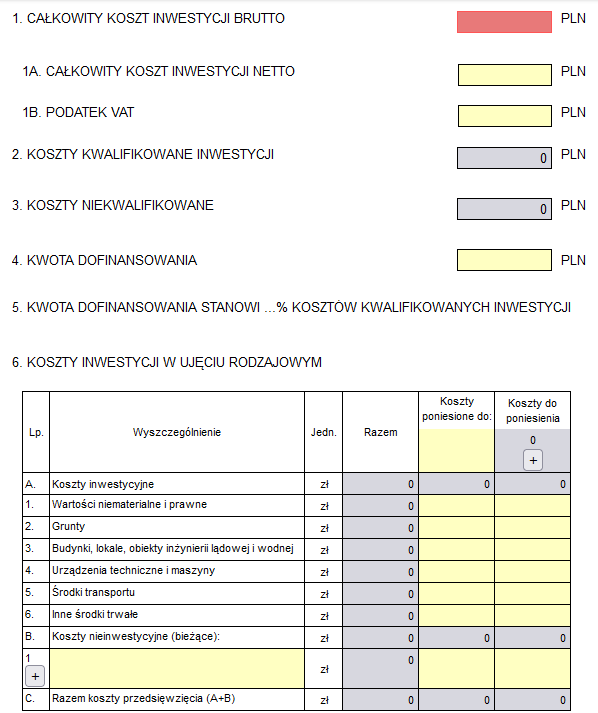 1. CAŁKOWITY KOSZT INWESTYCJI BRUTTO PLN
1A. CAŁKOWITY KOSZT INWESTYCJI NETTO PLN
1B. PODATEK VAT PLN
2. KOSZTY KWALIFIKOWANE INWESTYCJI 0 PLN
3. KOSZTY NIEKWALIFIKOWANE 0 PLN
4. KWOTA DOFINANSOWANIA PLN
5. KWOTA DOFINANSOWANIA STANOWI ...% KOSZTÓW KWALIFIKOWANYCH INWESTYCJI
6. KOSZTY INWESTYCJI W UJĘCIU RODZAJOWYM
Lp. Wyszczególnienie Jedn. Razem Koszty poniesione do: Koszty do poniesienia
0
+
A. Koszty inwestycyjne zł 0 0 0
1. Wartości niematerialne i prawne zł 0
2. Grunty zł 0
3. Budynki, lokale, obiekty inżynierii lądowej i wodnej zł 0
4. Urządzenia techniczne i maszyny zł 0
5. Środki transportu zł 0
6. Inne środki trwałe zł 0
B. Koszty nieinwestycyjne (bieżące): zł 0 0 0
1 zł 0
+
C. Razem koszty przedsięwzięcia (A+B) zł 0 0 0